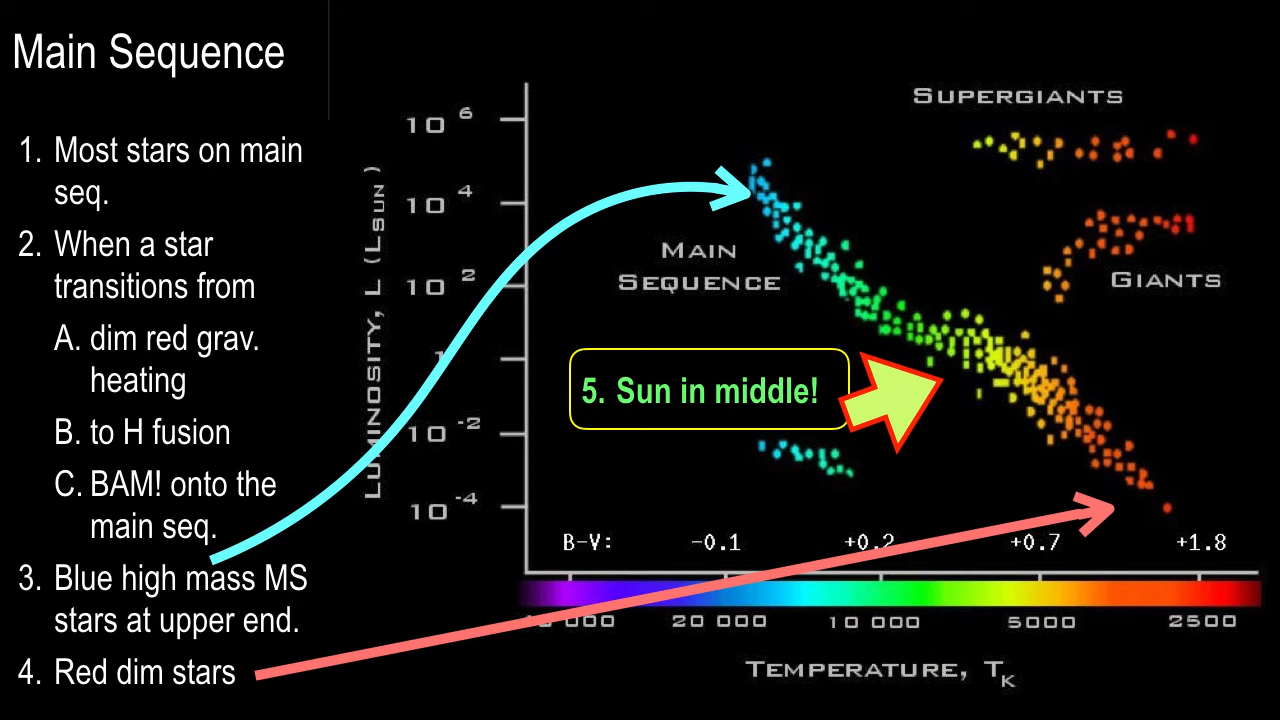 Main Sequence
1. Most stars on main
seq.
2. When a star
transitions from
A. dim red grav.
heating
B. to H fusion
C. BAM! onto the
main seq.
3. Blue high mass MS
stars at upper end.
4. Red dim stars
SUPERGIANTS
GIANTS
MAIN
SEQUENCE
5. Sun in middle!
LUMINOSITY, L (LSUN)
10 6
10 4
10 2
1
10 -2
10 -4
B-V: -0.1 +0.2 +0.7 +1.8
20 000 10 000 5000 2500
TEMPERATURE, TK